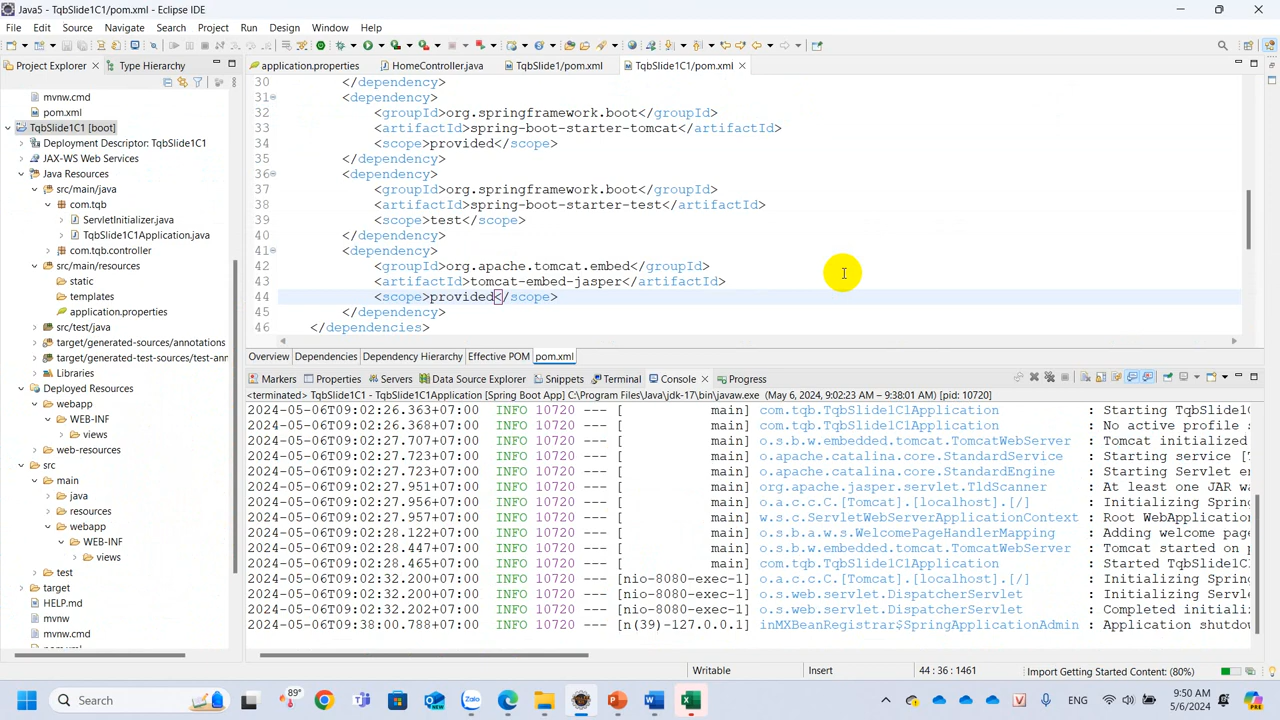 Java5 - TqbSlide1C1/pom.xml - Eclipse IDE
File Edit Source Navigate Search Project Run Design Window Help
Project Explorer
Type Hierarchy
application.properties
HomeController.java
TqbSlide1/pom.xml
TqbSlide1C1/pom.xml
mvnw.cmd
pom.xml
TqbSlide1C1 [boot]
Deployment Descriptor: TqbSlide1C1
JAX-WS Web Services
Java Resources
src/main/java
com.tqb
ServletInitializer.java
TqbSlide1C1Application.java
com.tqb.controller
src/main/resources
static
templates
application.properties
src/test/java
target/generated-sources/annotations
target/generated-test-sources/test-ann
Libraries
Deployed Resources
webapp
WEB-INF
views
web-resources
src
main
java
resources
webapp
WEB-INF
views
test
target
HELP.md
mvnw
mvnw.cmd
pom.xml
30 </dependency>
31 <dependency>
32 <groupId>org.springframework.boot</groupId>
33 <artifactId>spring-boot-starter-tomcat</artifactId>
34 <scope>provided</scope>
35 </dependency>
36 <dependency>
37 <groupId>org.springframework.boot</groupId>
38 <artifactId>spring-boot-starter-test</artifactId>
39 <scope>test</scope>
40 </dependency>
41 <dependency>
42 <groupId>org.apache.tomcat.embed</groupId>
43 <artifactId>tomcat-embed-jasper</artifactId>
44 <scope>provided</scope>
45 </dependency>
46 </dependencies>
Overview Dependencies Dependency Hierarchy Effective POM pom.xml
Markers Properties Servers Data Source Explorer Snippets Terminal Console Progress
<terminated> TqbSlide1C1 - TqbSlide1C1Application [Spring Boot App] C:\Program Files\Java\jdk-17\bin\javaw.exe (May 6, 2024, 9:02:23 AM – 9:38:01 AM) [pid: 10720]
2024-05-06T09:02:26.363+07:00 INFO 10720 --- [ main] com.tqb.TqbSlide1C1Application : Starting TqbSlide1C
2024-05-06T09:02:26.368+07:00 INFO 10720 --- [ main] com.tqb.TqbSlide1C1Application : No active profile s
2024-05-06T09:02:27.707+07:00 INFO 10720 --- [ main] o.s.b.w.embedded.tomcat.TomcatWebServer : Tomcat initialized
2024-05-06T09:02:27.723+07:00 INFO 10720 --- [ main] o.apache.catalina.core.StandardService : Starting service [T
2024-05-06T09:02:27.723+07:00 INFO 10720 --- [ main] o.apache.catalina.core.StandardEngine : Starting Servlet en
2024-05-06T09:02:27.951+07:00 INFO 10720 --- [ main] org.apache.jasper.servlet.TldScanner : At least one JAR wa
2024-05-06T09:02:27.956+07:00 INFO 10720 --- [ main] o.a.c.c.C.[Tomcat].[localhost].[/] : Initializing Spring
2024-05-06T09:02:27.957+07:00 INFO 10720 --- [ main] w.s.c.ServletWebServerApplicationContext : Root WebApplication
2024-05-06T09:02:28.122+07:00 INFO 10720 --- [ main] o.s.b.a.w.s.WelcomePageHandlerMapping : Adding welcome page
2024-05-06T09:02:28.447+07:00 INFO 10720 --- [ main] o.s.b.w.embedded.tomcat.TomcatWebServer : Tomcat started on p
2024-05-06T09:02:28.465+07:00 INFO 10720 --- [ main] com.tqb.TqbSlide1C1Application : Started TqbSlide1C1
2024-05-06T09:02:32.200+07:00 INFO 10720 --- [nio-8080-exec-1] o.a.c.c.C.[Tomcat].[localhost].[/] : Initializing Spring
2024-05-06T09:02:32.200+07:00 INFO 10720 --- [nio-8080-exec-1] o.s.web.servlet.DispatcherServlet : Initializing Servle
2024-05-06T09:02:32.202+07:00 INFO 10720 --- [nio-8080-exec-1] o.s.web.servlet.DispatcherServlet : Completed initializ
2024-05-06T09:38:00.788+07:00 INFO 10720 --- [n(39)-127.0.0.1] inMXBeanRegistrar$SpringApplicationAdmin : Application shutdow
Writable Insert 44 : 36 : 1461 Import Getting Started Content: (80%)
Search 89° Zalo ENG 9:50 AM
5/6/2024